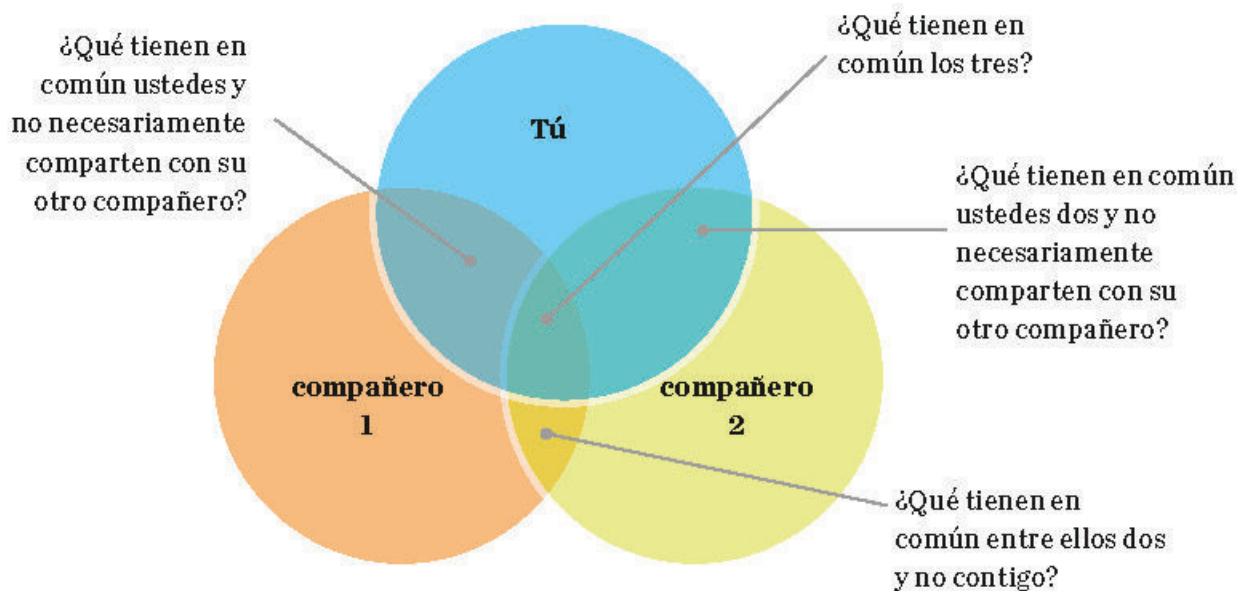 ¿Qué tienen en
común ustedes y
no necesariamente
comparten con su
otro compañero?
¿Qué tienen en
común los tres?
Tú
¿Qué tienen en común
ustedes dos y no
necesariamente
comparten con su
otro compañero?
compañero
1
compañero
2
¿Qué tienen en
común entre ellos dos
y no contigo?